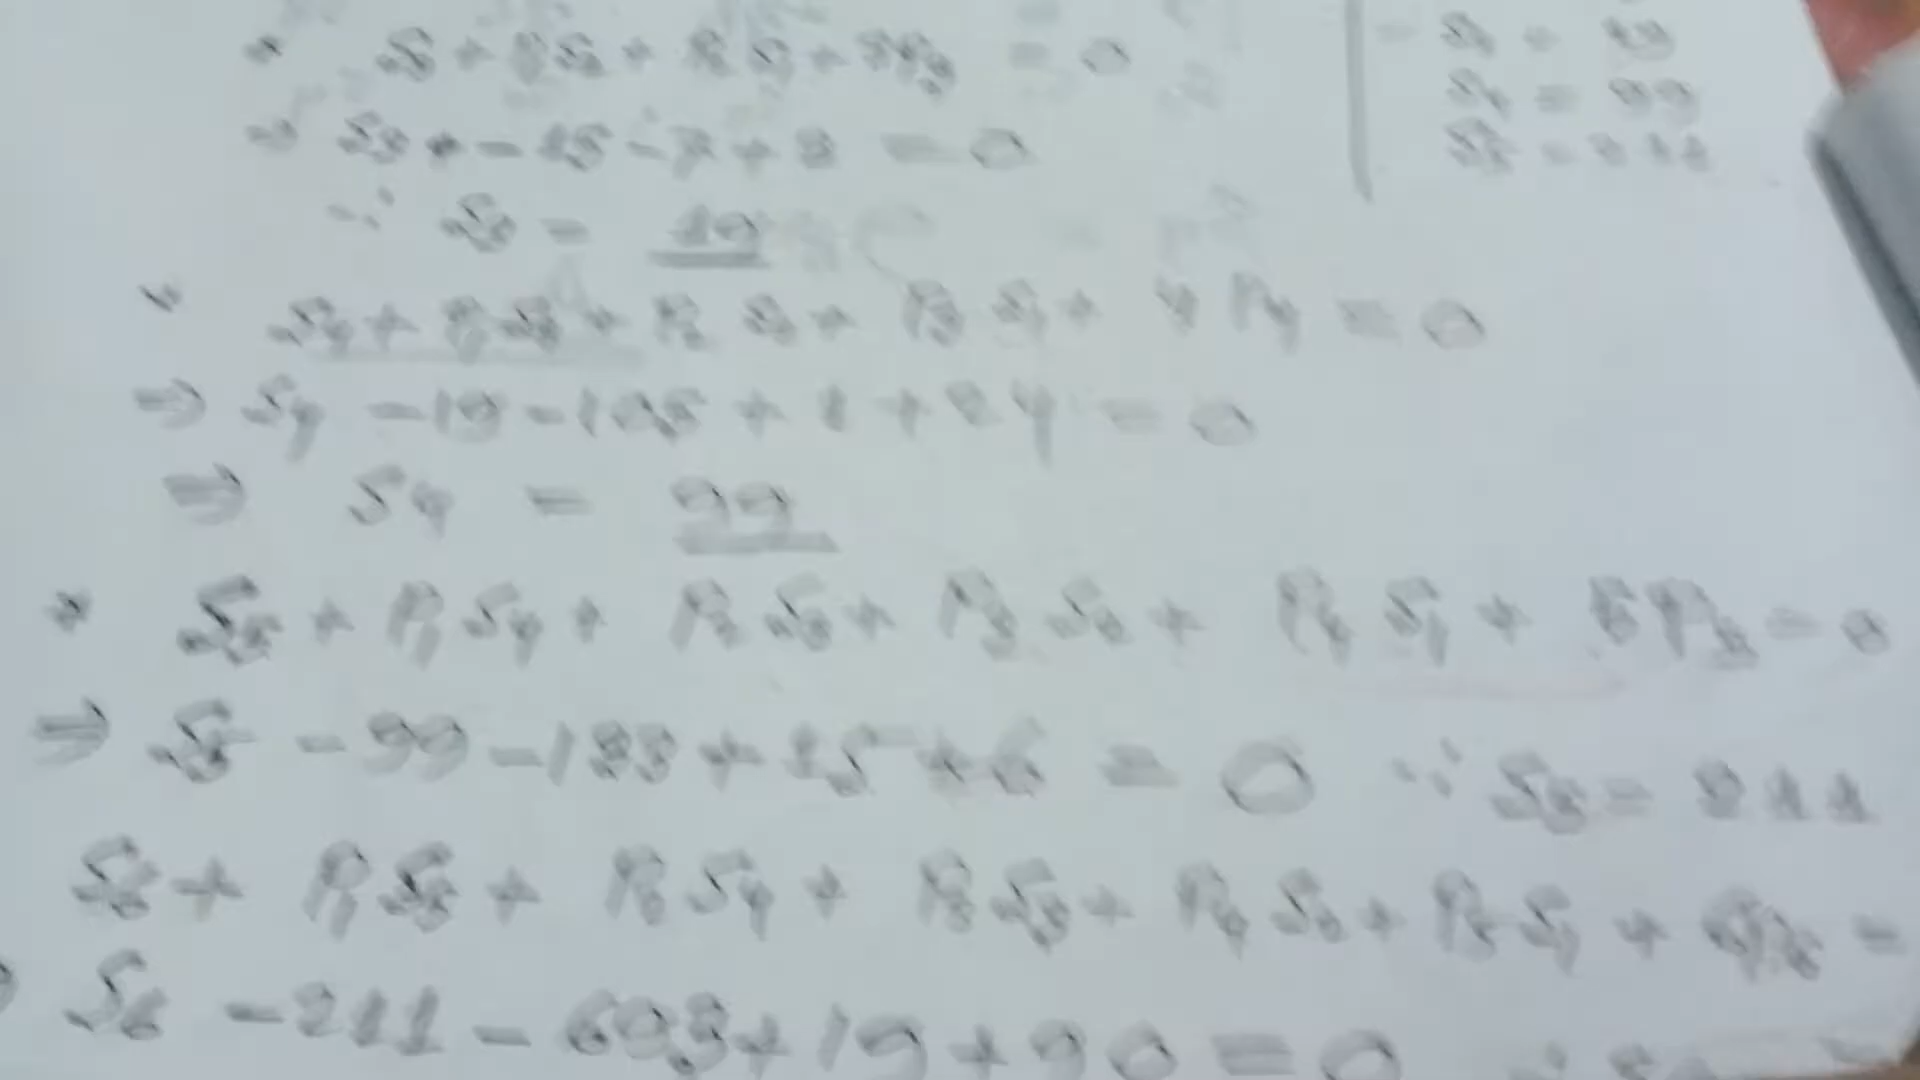 * S3 + P1S2 + P2S1 + 3P3 = 0
⇒ S3 - 15 - 7 + 3 = 0
∴ S3 = 19
S4 + P1S3 + P2S2 + P3S1 + 4P4 = 0
⇒ S4 - 19 - 105 + 1 + 24 = 0
⇒ S4 = 99
* S5 + P1S4 + P2S3 + P3S2 + P4S1 + 5P5 = 0
⇒ S5 - 99 - 133 + 15 + 6 = 0 ∴ S5 = 211
S6 + P1S5 + P2S4 + P3S3 + P4S2 + P5S1 + 6P6 =
S6 - 211 - 693 + 19 + 90 = 0 ∴
S3 = 19
S4 = 99
S5 = 211